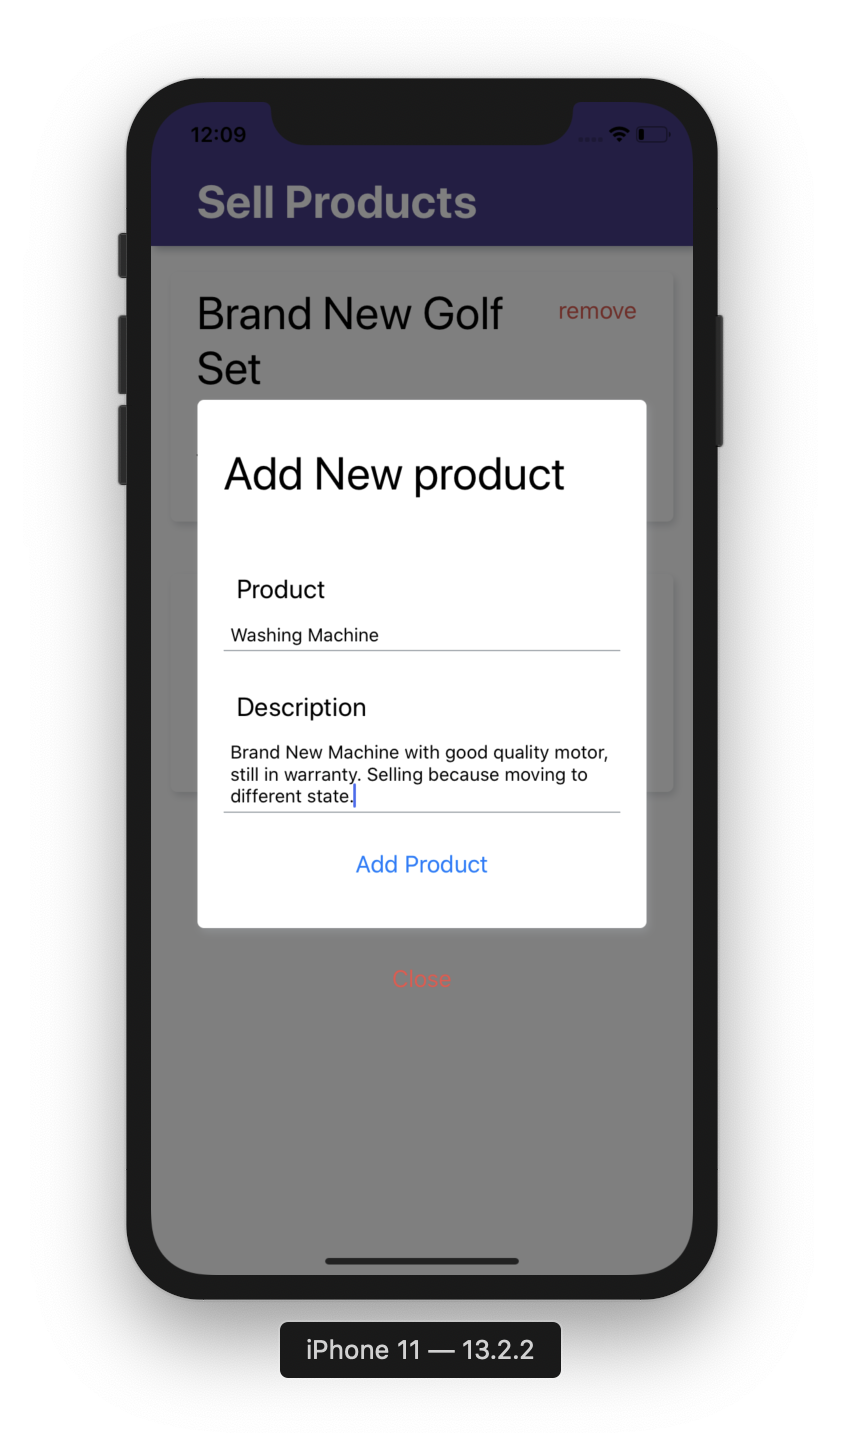 12:09
Sell Products
Brand New Golf
Set
remove
Add New product
Product
Washing Machine
Description
Brand New Machine with good quality motor,
still in warranty. Selling because moving to
different state.
Add Product
Close
iPhone 11 — 13.2.2